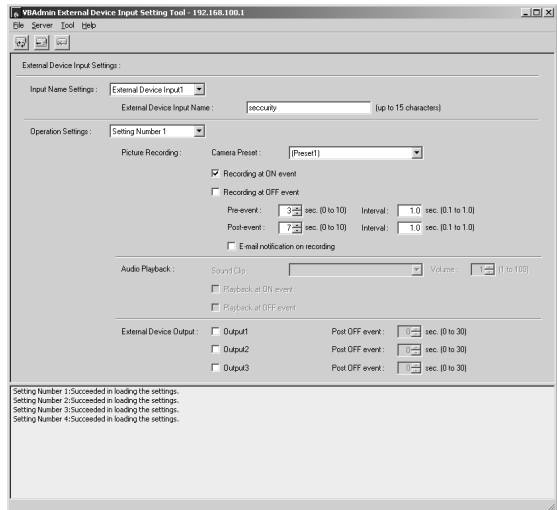 VBAdmin External Device Input Setting Tool - 192.168.100.1
File Server Tool Help
External Device Input Settings :
Input Name Settings : External Device Input1
External Device Input Name : seccurity (up to 15 characters)
Operation Settings : Setting Number 1
Picture Recording : Camera Preset : (Preset1)
Recording at ON event
Recording at OFF event
Pre-event : 3 sec. (0 to 10) Interval : 1.0 sec. (0.1 to 1.0)
Post-event : 7 sec. (0 to 10) Interval : 1.0 sec. (0.1 to 1.0)
E-mail notification on recording
Audio Playback : Sound Clip : Volume : 1 (1 to 100)
Playback at ON event
Playback at OFF event
External Device Output : Output1 Post OFF event : 0 sec. (0 to 30)
Output2 Post OFF event : 0 sec. (0 to 30)
Output3 Post OFF event : 0 sec. (0 to 30)
Setting Number 1:Succeeded in loading the settings.
Setting Number 2:Succeeded in loading the settings.
Setting Number 3:Succeeded in loading the settings.
Setting Number 4:Succeeded in loading the settings.